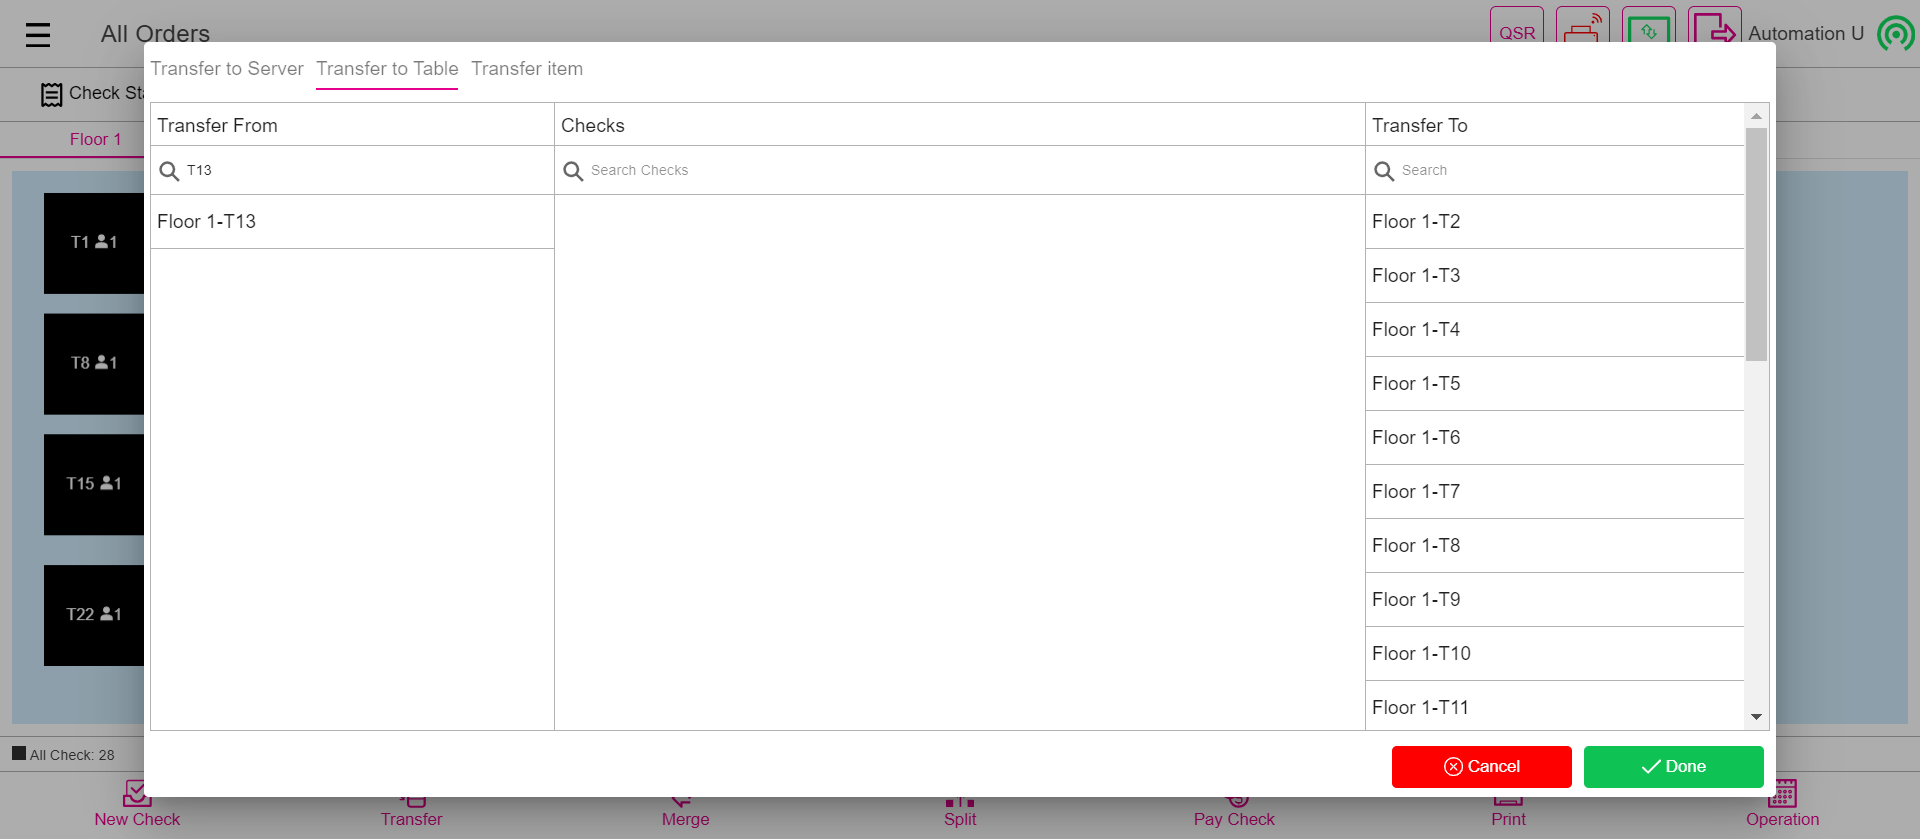 All Orders
QSR
Automation U
Check Sta
Floor 1
T1 1
T8 1
T15 1
T22 1
Transfer to Server Transfer to Table Transfer item
Transfer From
T13
Floor 1-T13
Checks
Search Checks
Transfer To
Search
Floor 1-T2
Floor 1-T3
Floor 1-T4
Floor 1-T5
Floor 1-T6
Floor 1-T7
Floor 1-T8
Floor 1-T9
Floor 1-T10
Floor 1-T11
Cancel
Done
All Check: 28
New Check
Transfer
Merge
Split
Pay Check
Print
Operation